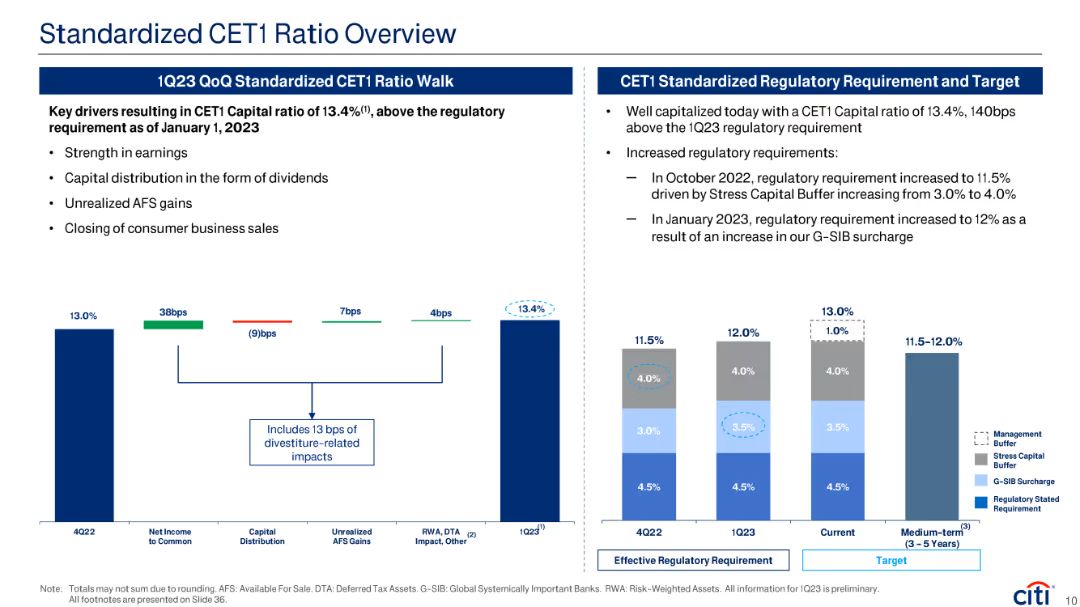 Standardized CET1 Ratio Overview
1Q23 QoQ Standardized CET1 Ratio Walk
Key drivers resulting in CET1 Capital ratio of 13.4%(1), above the regulatory
requirement as of January 1, 2023
• Strength in earnings
• Capital distribution in the form of dividends
• Unrealized AFS gains
• Closing of consumer business sales
13.0%
38bps
(9)bps
7bps
4bps
13.4%
Includes 13 bps of
divestiture-related
impacts
4Q22
Net Income
to Common
Capital
Distribution
Unrealized
AFS Gains
RWA, DTA
Impact, Other
(2)
1Q23(1)
CET1 Standardized Regulatory Requirement and Target
• Well capitalized today with a CET1 Capital ratio of 13.4%, 140bps
above the 1Q23 regulatory requirement
• Increased regulatory requirements:
— In October 2022, regulatory requirement increased to 11.5%
driven by Stress Capital Buffer increasing from 3.0% to 4.0%
— In January 2023, regulatory requirement increased to 12% as a
result of an increase in our G-SIB surcharge
11.5%
4.0%
3.0%
4.5%
12.0%
4.0%
3.5%
4.5%
13.0%
1.0%
4.0%
3.5%
4.5%
11.5-12.0%
Management
Buffer
Stress Capital
Buffer
G-SIB Surcharge
Regulatory Stated
Requirement
4Q22
1Q23
Current
Medium-term(3)
(3 – 5 Years)
Effective Regulatory Requirement
Target
Note: Totals may not sum due to rounding. AFS: Available For Sale. DTA: Deferred Tax Assets. G-SIB: Global Systemically Important Banks. RWA: Risk-Weighted Assets. All information for 1Q23 is preliminary.
All footnotes are presented on Slide 36.
citi
10